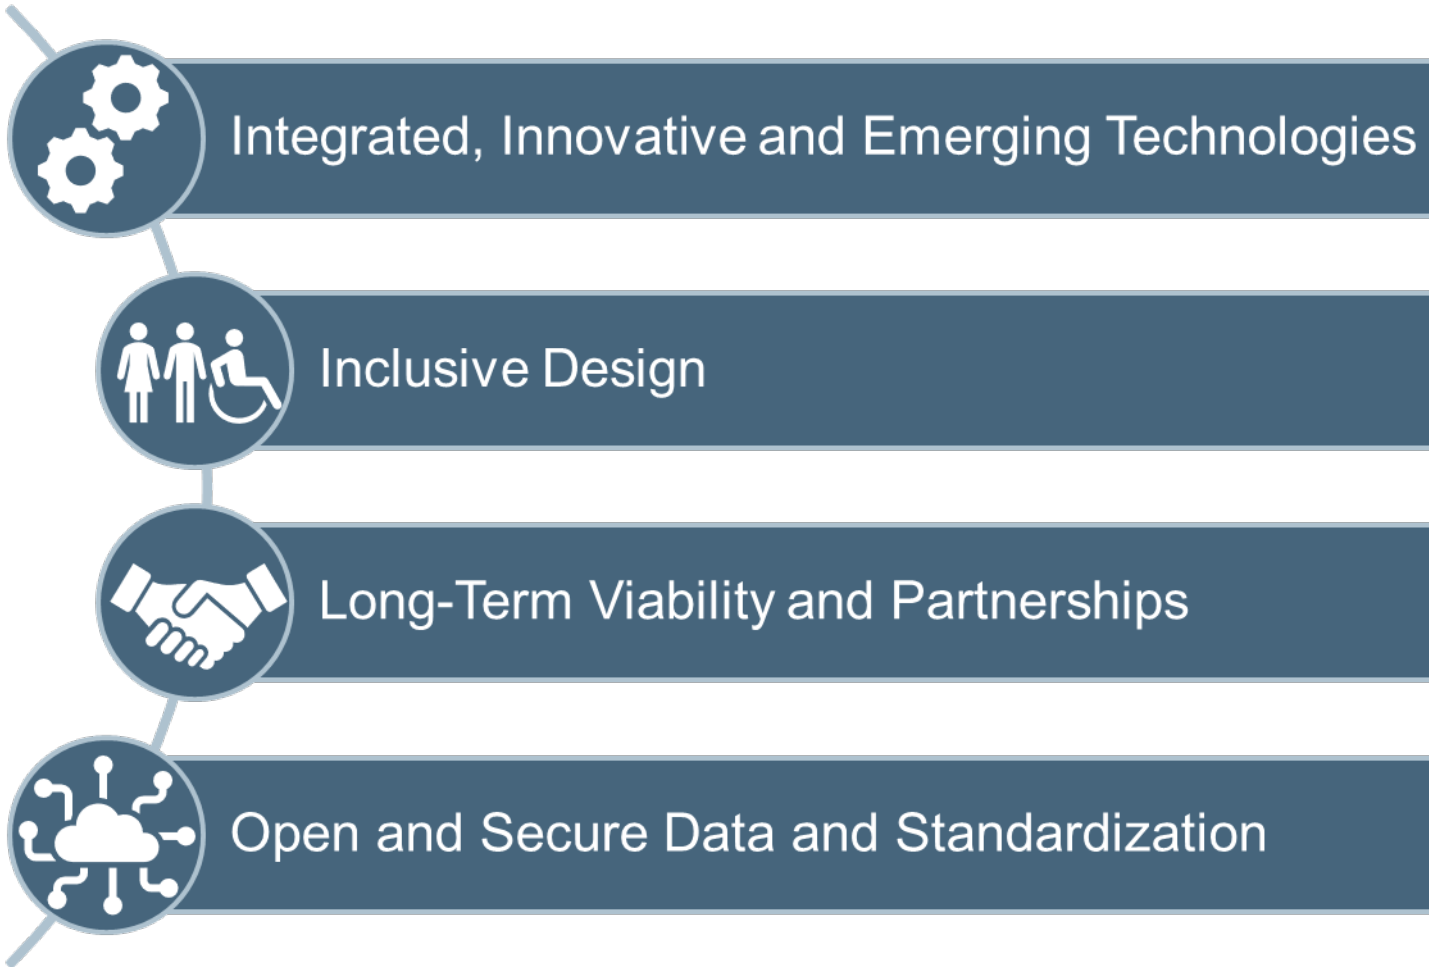 Integrated, Innovative and Emerging Technologies
Inclusive Design
Long-Term Viability and Partnerships
Open and Secure Data and Standardization